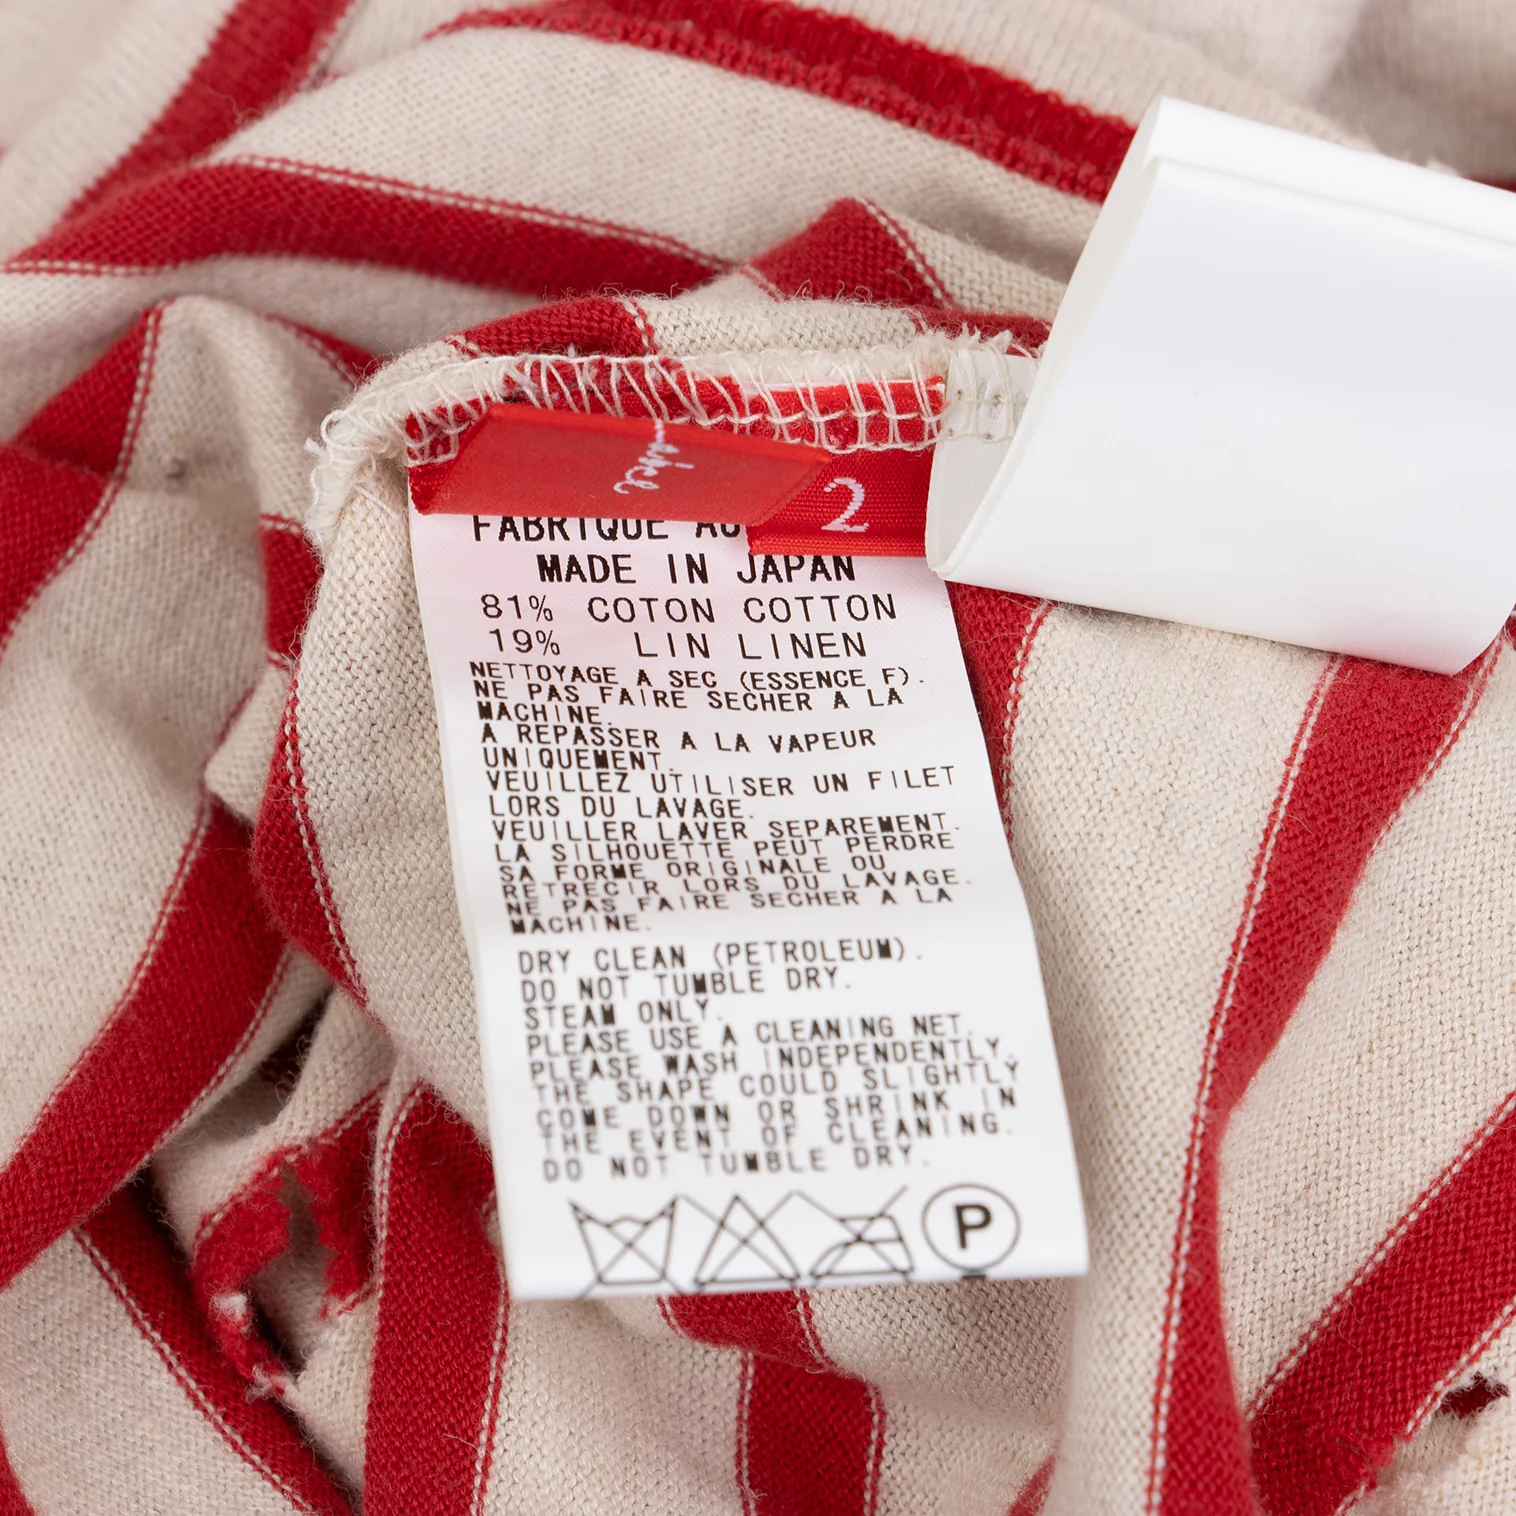 2
FABRIQUE AU
MADE IN JAPAN
81% COTON COTTON
19% LIN LINEN
NETTOYAGE A SEC (ESSENCE F).
NE PAS FAIRE SECHER A LA
MACHINE.
A REPASSER A LA VAPEUR
UNIQUEMENT.
VEUILLEZ UTILISER UN FILET
LORS DU LAVAGE.
VEUILLER LAVER SEPAREMENT.
LA SILHOUETTE PEUT PERDRE
SA FORME ORIGINALE OU
RETRECIR LORS DU LAVAGE.
NE PAS FAIRE SECHER A LA
MACHINE.
DRY CLEAN (PETROLEUM).
DO NOT TUMBLE DRY.
STEAM ONLY.
PLEASE USE A CLEANING NET.
PLEASE WASH INDEPENDENTLY.
THE SHAPE COULD SLIGHTLY
COME DOWN OR SHRINK IN
THE EVENT OF CLEANING.
DO NOT TUMBLE DRY.
P